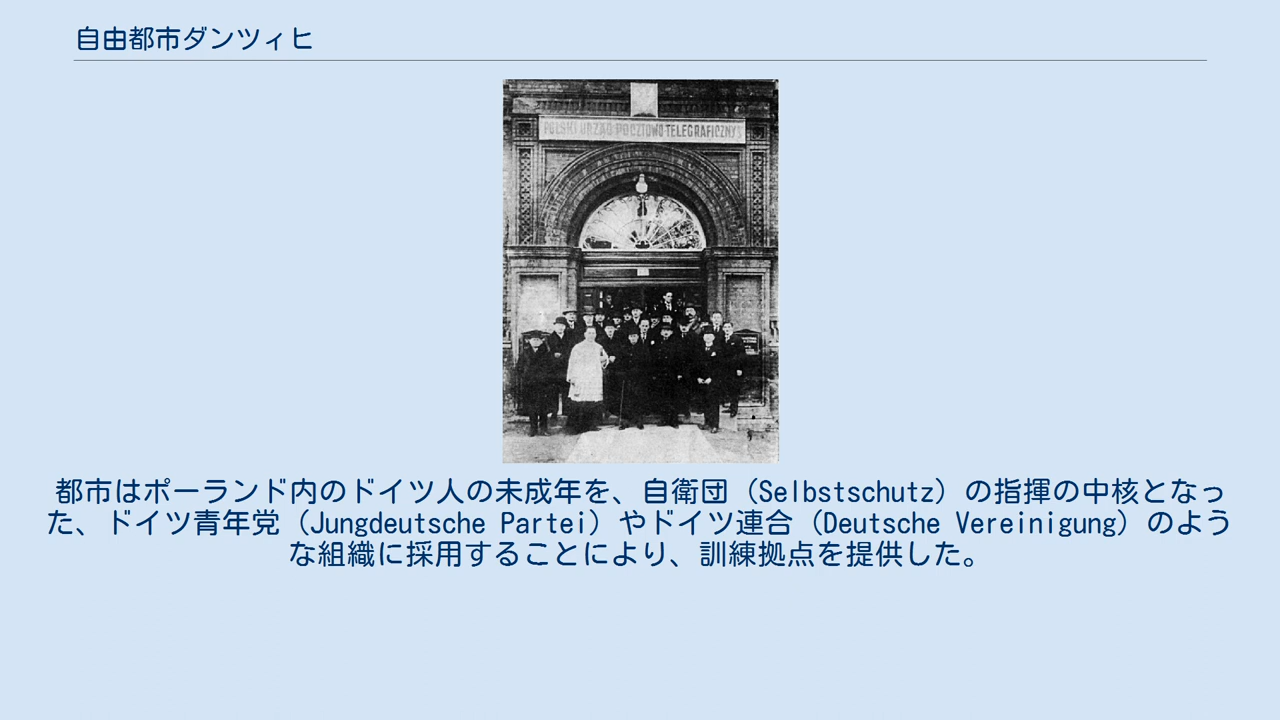 自由都市ダンツィヒ
POLSKI URZĄD POCZTOWO-TELEGRAFICZNY
都市はポーランド内のドイツ人の未成年を、自衛団（Selbstschutz）の指揮の中核となっ
た、ドイツ青年党（Jungdeutsche Partei）やドイツ連合（Deutsche Vereinigung）のよう
な組織に採用することにより、訓練拠点を提供した。